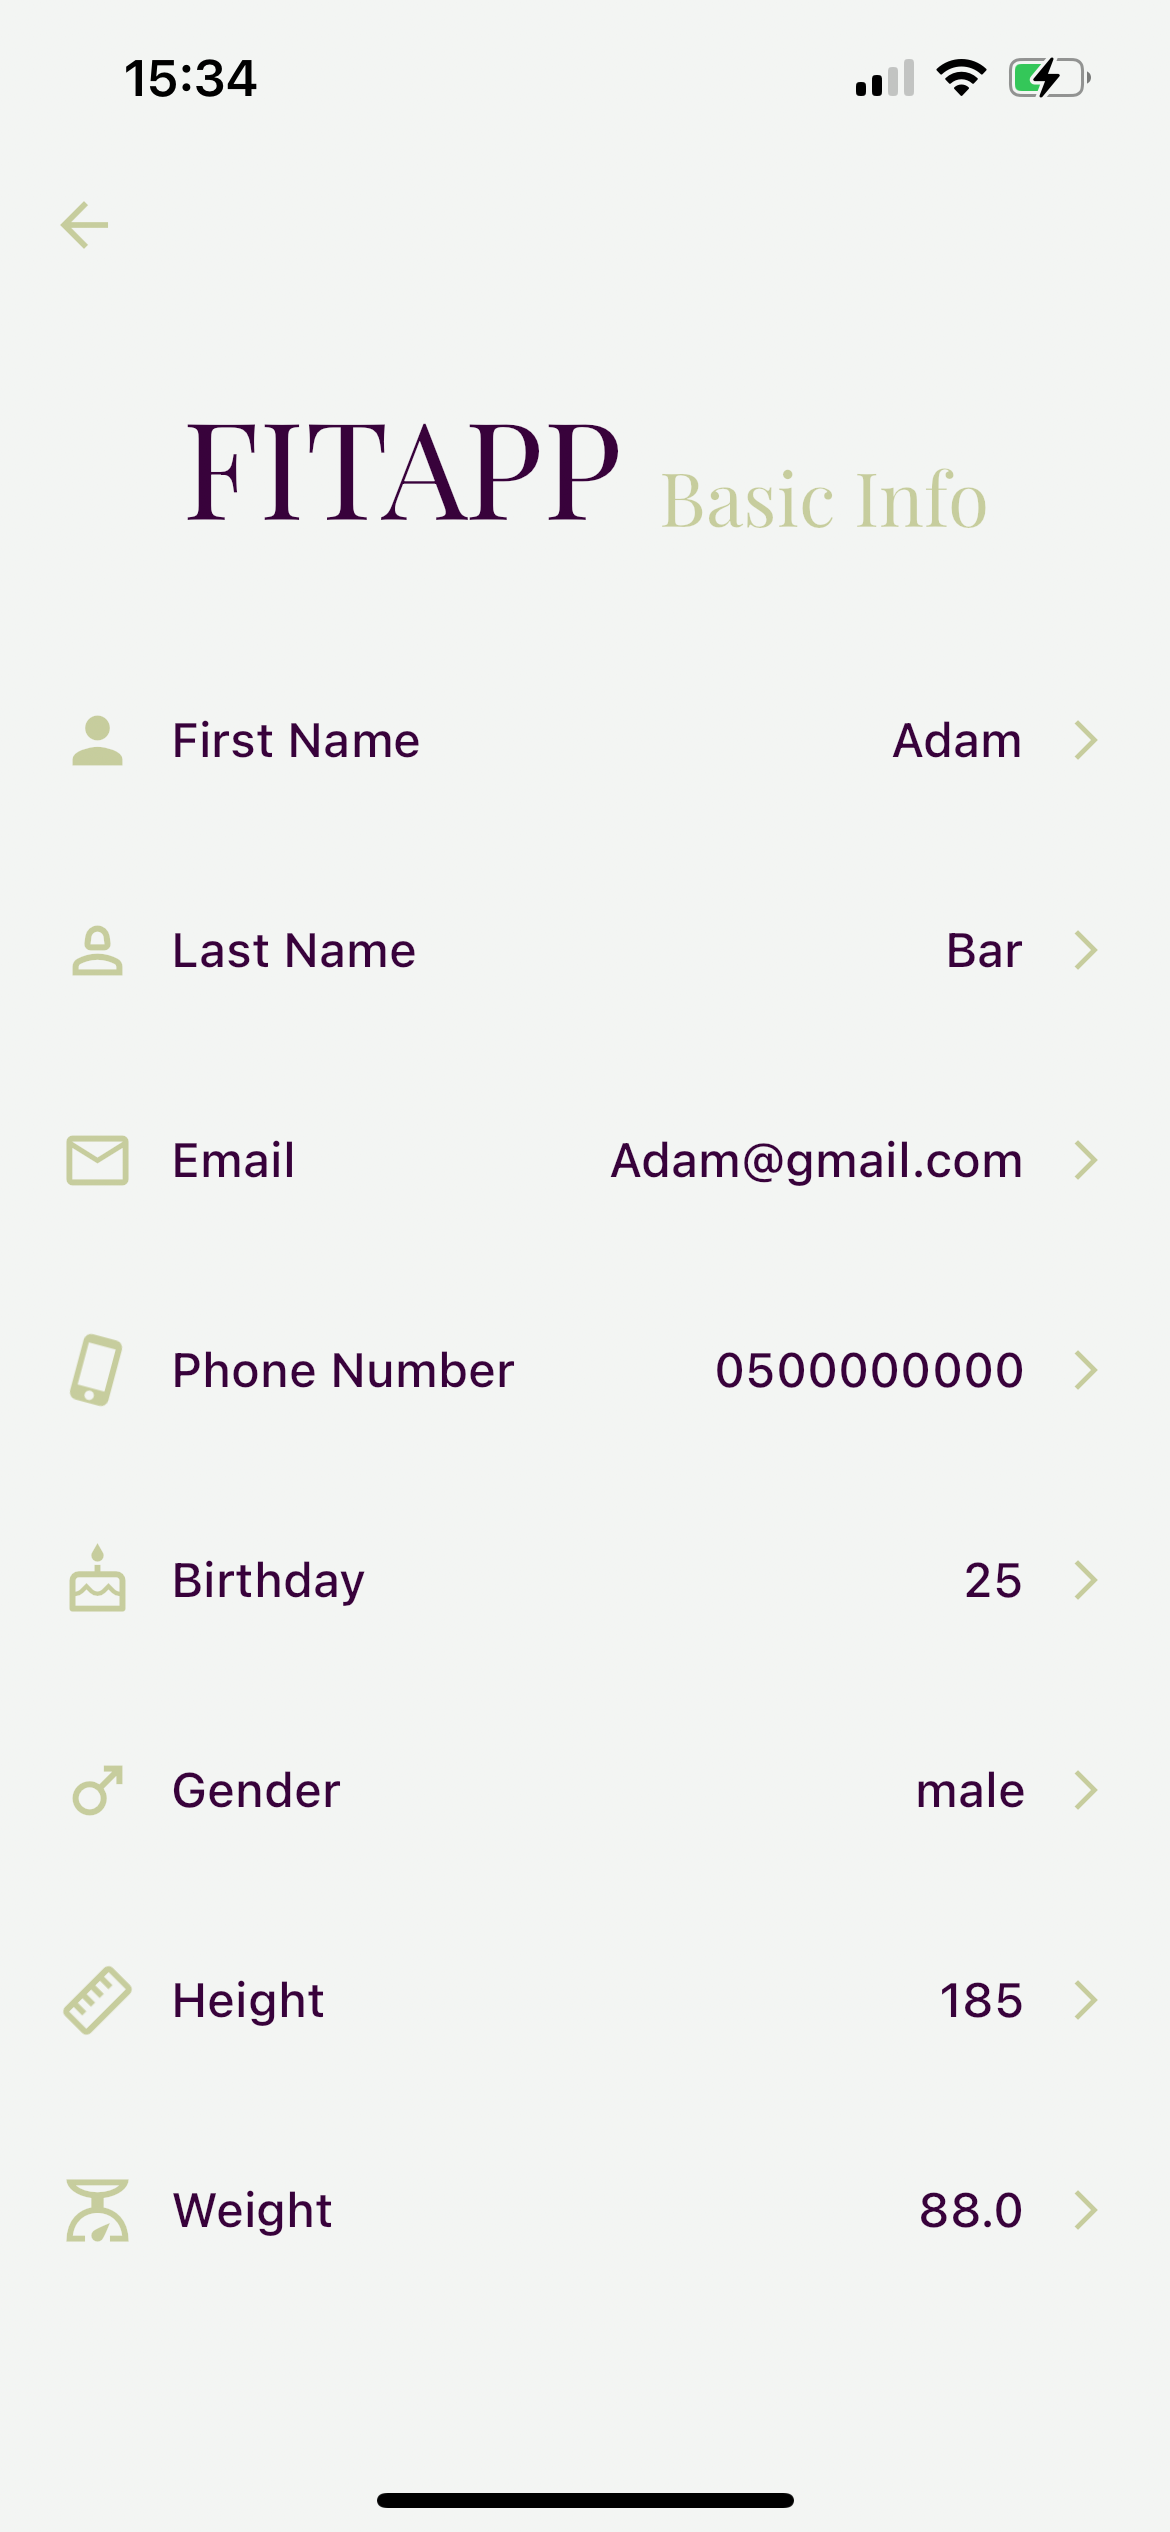 15:34
FITAPP Basic Info
First Name Adam
Last Name Bar
Email Adam@gmail.com
Phone Number 0500000000
Birthday 25
Gender male
Height 185
Weight 88.0